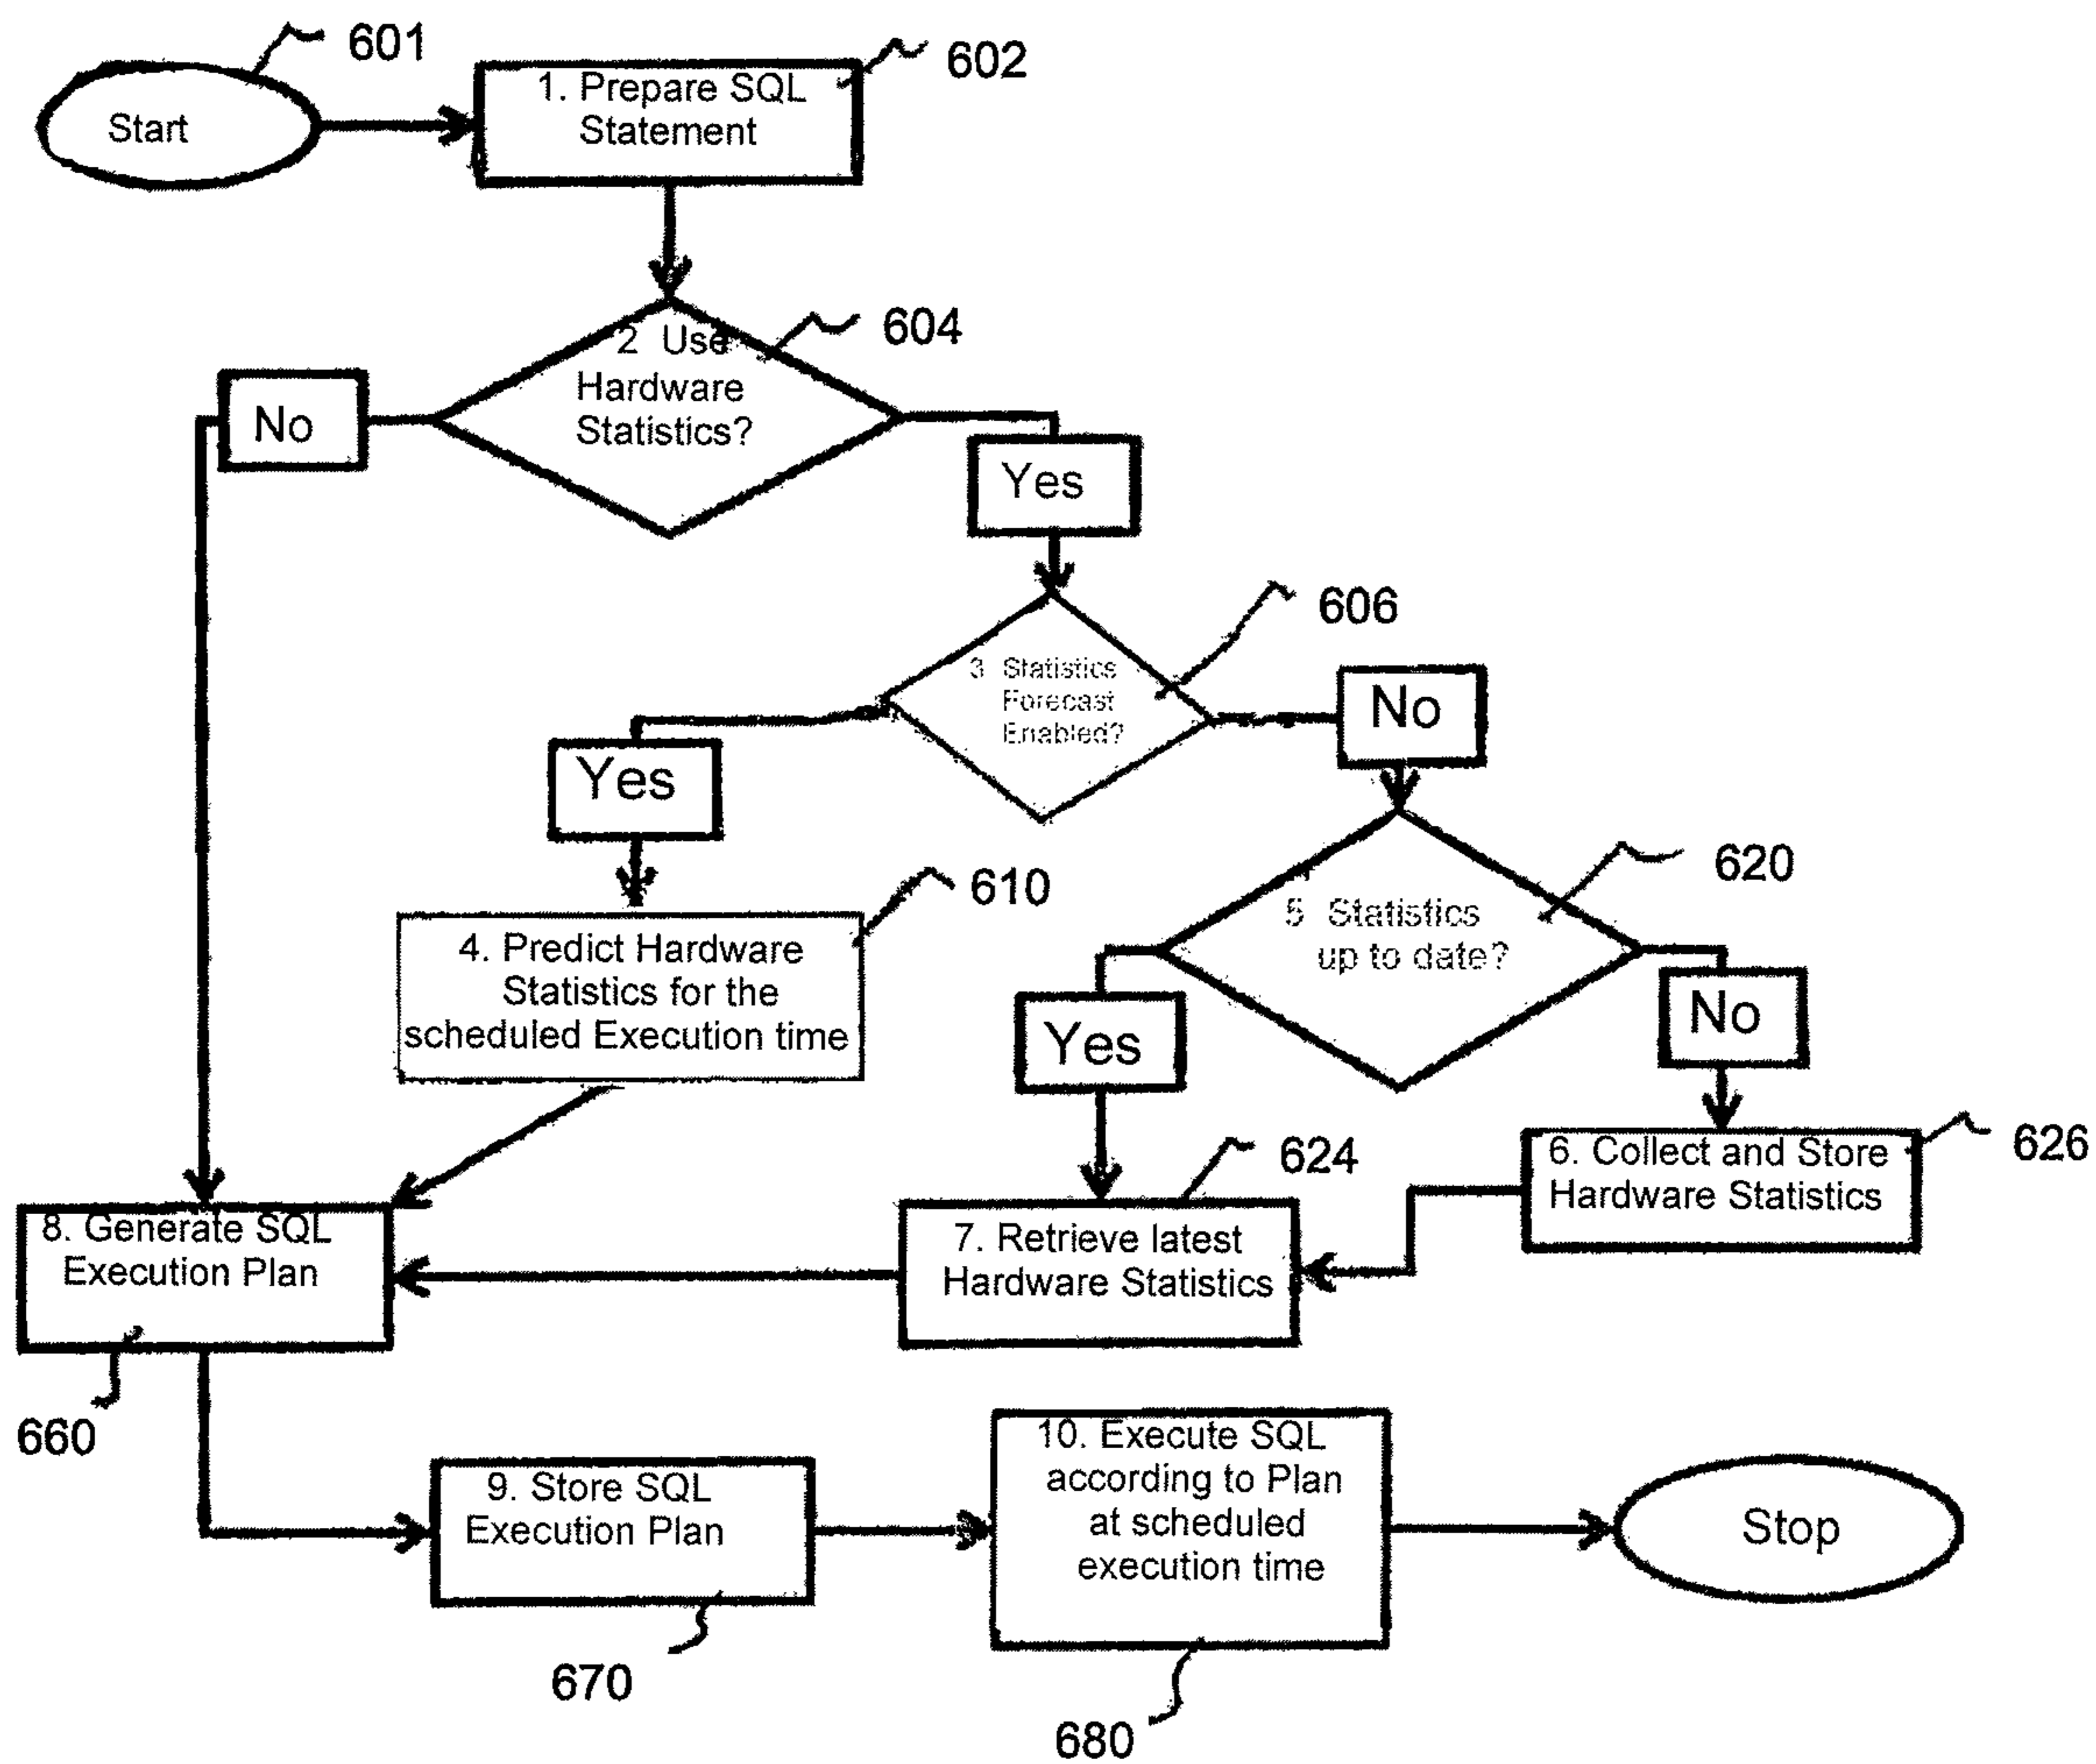 601
Start
602
1. Prepare SQL
Statement
604
2 Use
Hardware
Statistics?
No
Yes
606
3 Statistics
Forecast
Enabled?
No
Yes
610
4. Predict Hardware
Statistics for the
scheduled Execution time
620
5 Statistics
up to date?
Yes
No
626
6. Collect and Store
Hardware Statistics
624
7. Retrieve latest
Hardware Statistics
8. Generate SQL
Execution Plan
660
9. Store SQL
Execution Plan
670
10. Execute SQL
according to Plan
at scheduled
execution time
680
Stop